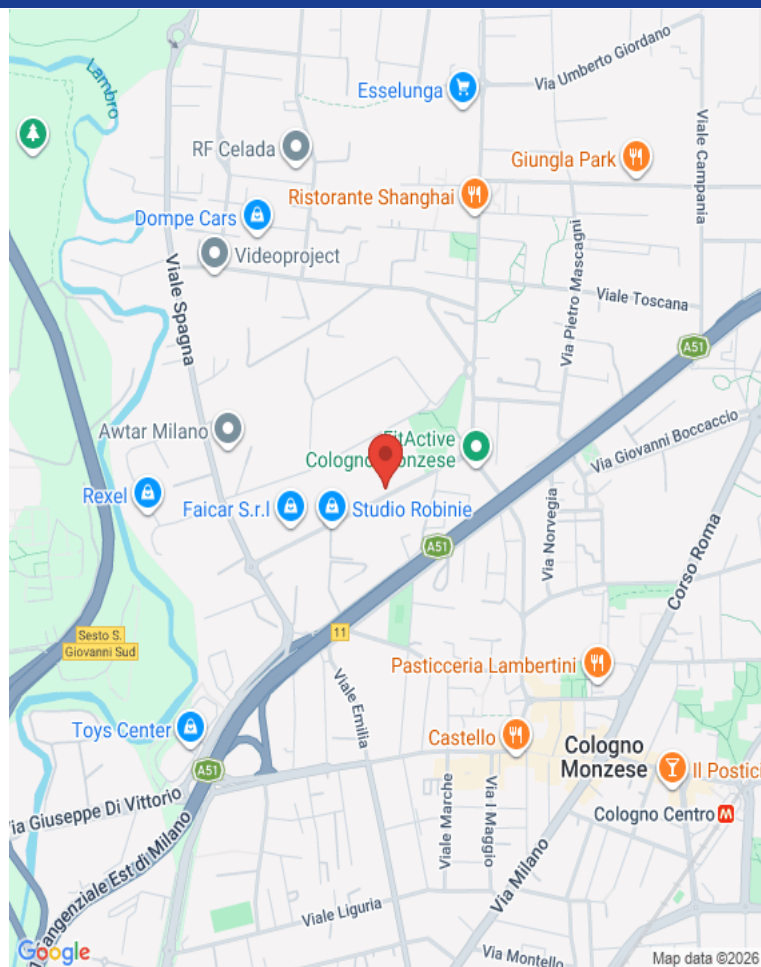 Lambro
Esselunga
Via Umberto Giordano
RF Celada
Giungla Park
Viale Campania
Ristorante Shanghai
Dompe Cars
Videoproject
Via Pietro Mascagni
Viale Spagna
Viale Toscana
A51
Awtar Milano
FitActive
Cologno Monzese
Via Giovanni Boccaccio
Rexel
Faicar S.r.l
Studio Robinie
A51
Via Norvegia
Corso Roma
11
Sesto S.
Giovanni Sud
Pasticceria Lambertini
Viale Emilia
Toys Center
Castello
Cologno
Monzese
Il Postici
A51
Via Giuseppe Di Vittorio
Viale Marche
Via I Maggio
Cologno Centro M
Tangenziale Est di Milano
Via Milano
Viale Liguria
Via Montello
Google
Map data ©2026